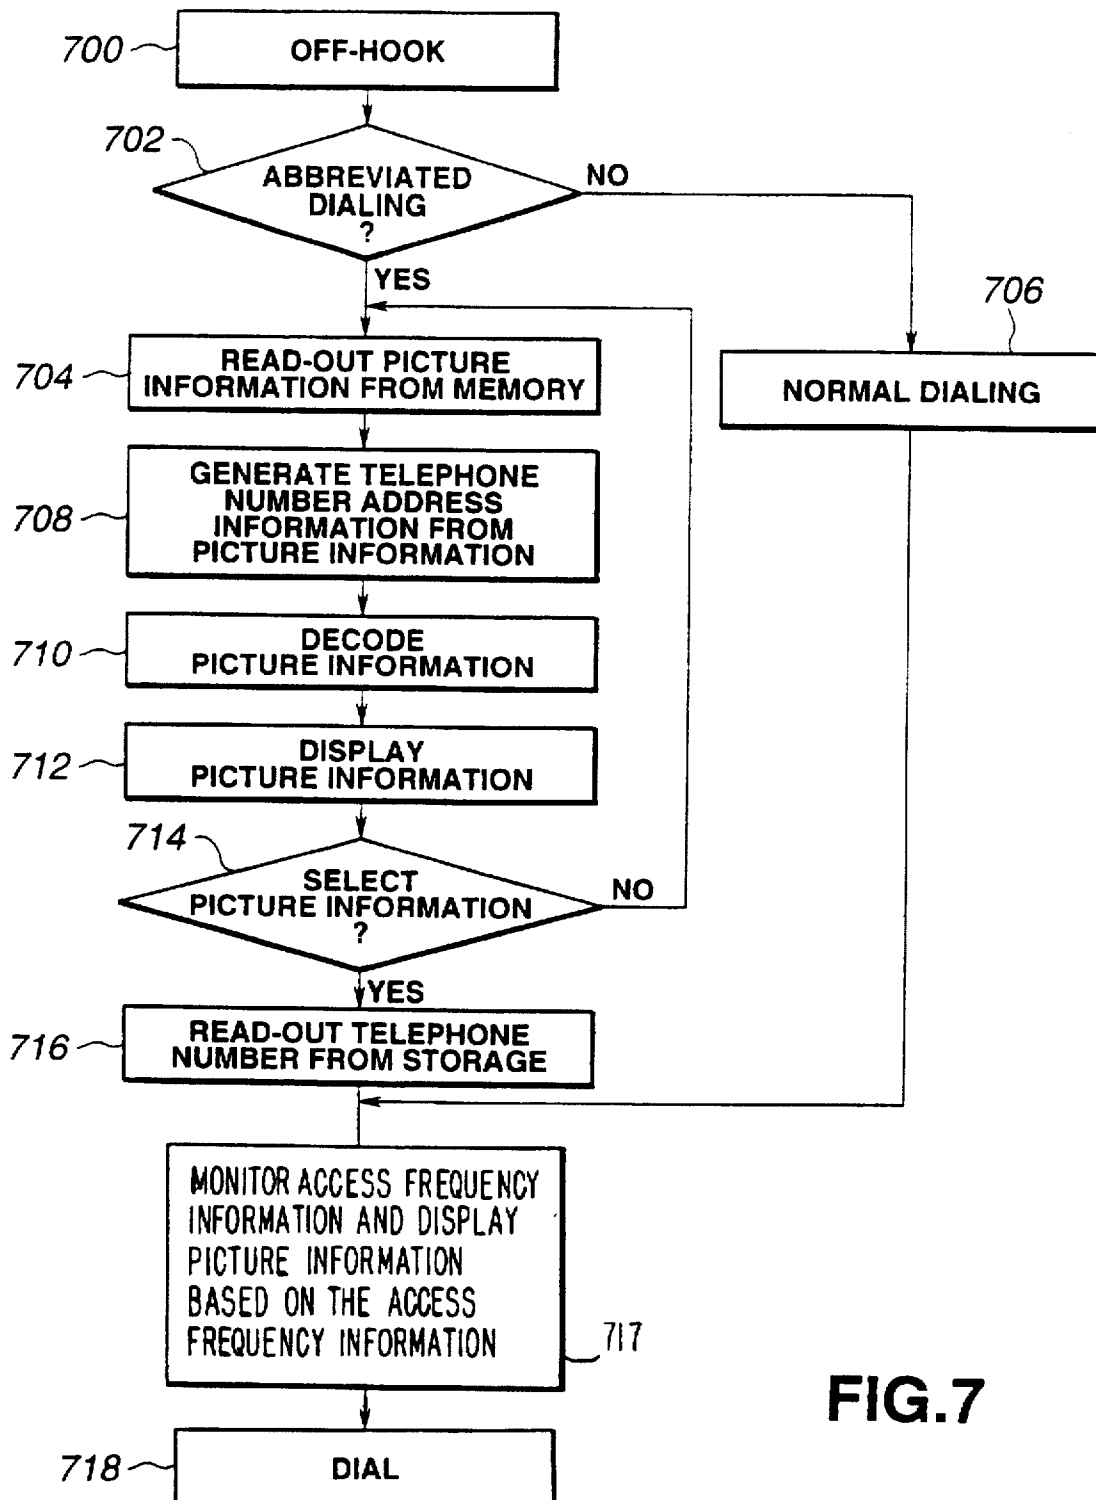 700
OFF-HOOK
702
ABBREVIATED
DIALING
?
NO
YES
706
704
READ-OUT PICTURE
INFORMATION FROM MEMORY
NORMAL DIALING
708
GENERATE TELEPHONE
NUMBER ADDRESS
INFORMATION FROM
PICTURE INFORMATION
710
DECODE
PICTURE INFORMATION
712
DISPLAY
PICTURE INFORMATION
714
SELECT
PICTURE INFORMATION
?
NO
YES
716
READ-OUT TELEPHONE
NUMBER FROM STORAGE
MONITOR ACCESS FREQUENCY
INFORMATION AND DISPLAY
PICTURE INFORMATION
BASED ON THE ACCESS
FREQUENCY INFORMATION
717
FIG.7
718
DIAL